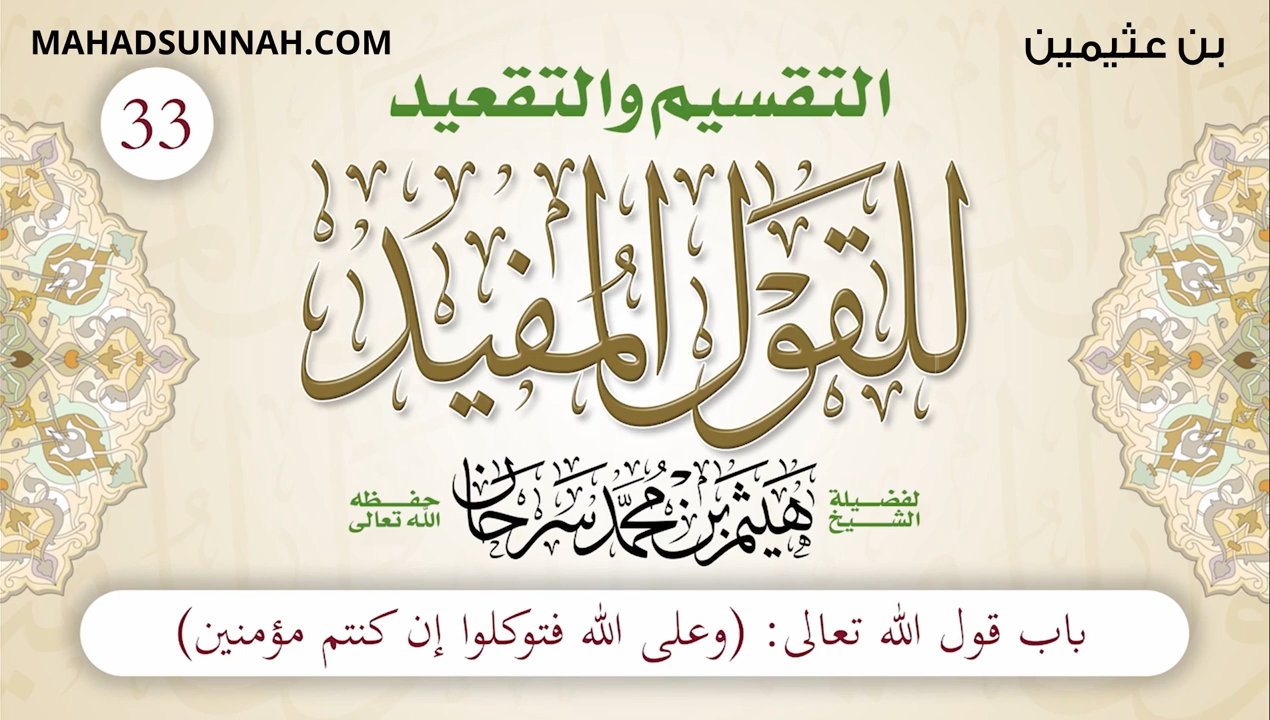 MAHADSUNNAH.COM
بن عثيمين
33
التقسيم والتقعيد
للقول المفيد
لفضيلة الشيخ
هيثم بن محمد سرحان
حفظه الله تعالى
باب قول الله تعالى: (وعلى الله فتوكلوا إن كنتم مؤمنين)